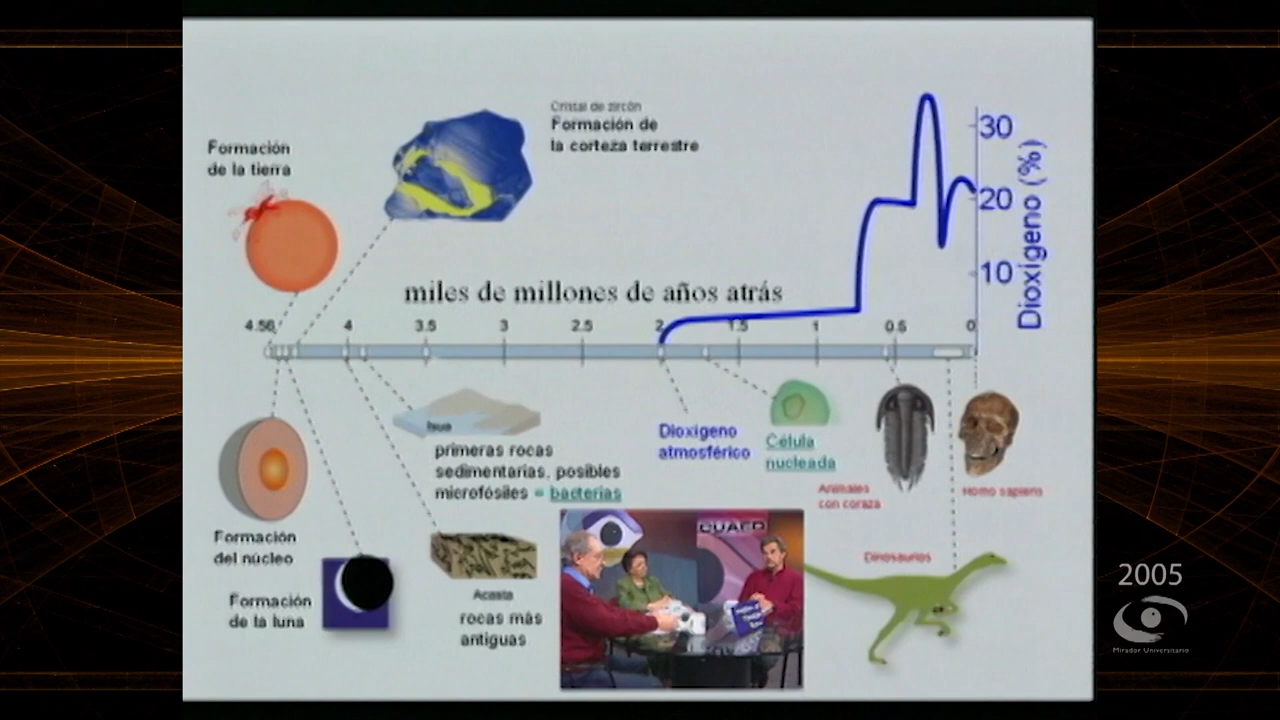 Cristal de zircón
Formación de
la corteza terrestre
Formación
de la tierra
30
20
10
Dioxígeno (%)
miles de millones de años atrás
4.56
4
3.5
3
2.5
2
1.5
1
0.5
0
Isua
primeras rocas
sedimentarias, posibles
microfósiles = bacterias
Dioxígeno
atmosférico
Célula
nucleada
Animales
con coraza
Homo sapiens
Formación
del núcleo
Formación
de la luna
Acasta
rocas más
antiguas
CUAED
Dinosaurios
2005
Mirador Universitario